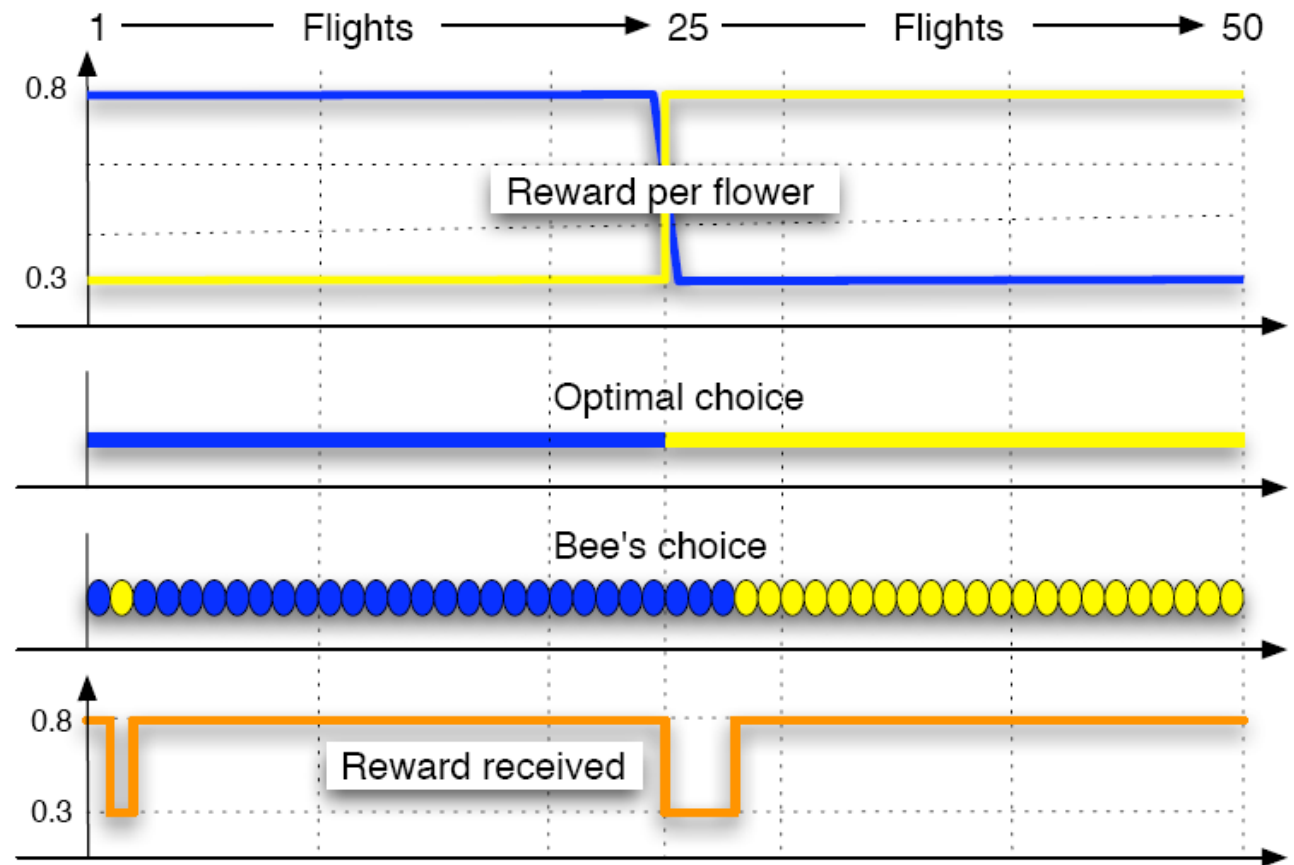 1 Flights 25 Flights 50
0.8
Reward per flower
0.3
Optimal choice
Bee's choice
0.8
Reward received
0.3